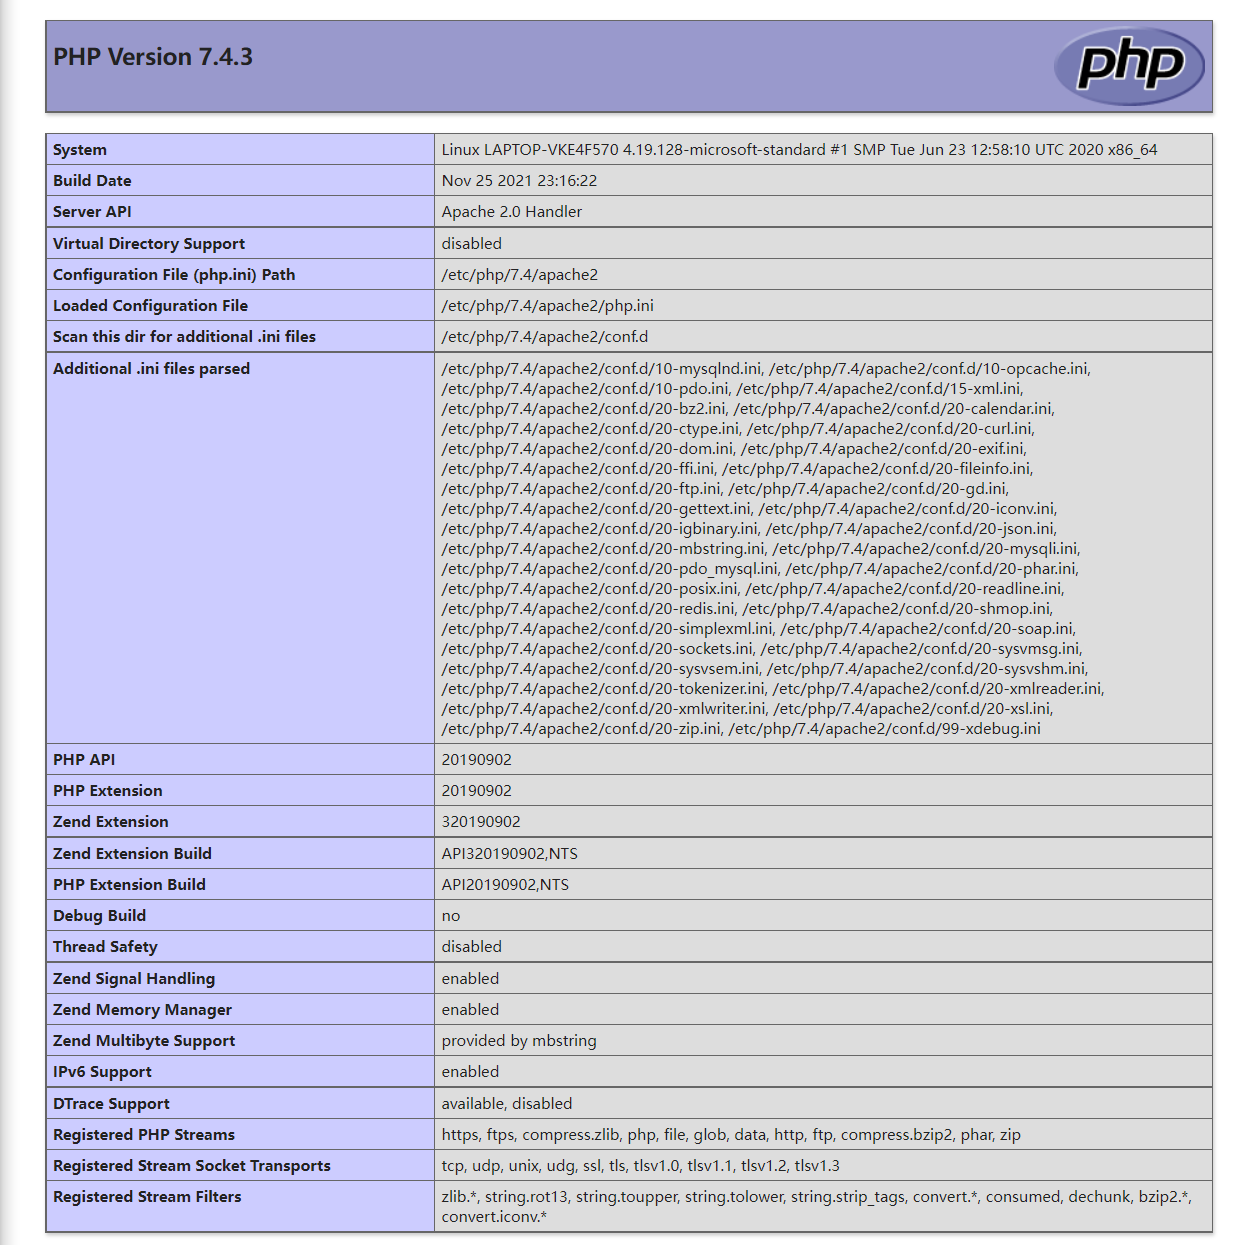 PHP Version 7.4.3
php
System Linux LAPTOP-VKE4F570 4.19.128-microsoft-standard #1 SMP Tue Jun 23 12:58:10 UTC 2020 x86_64
Build Date Nov 25 2021 23:16:22
Server API Apache 2.0 Handler
Virtual Directory Support disabled
Configuration File (php.ini) Path /etc/php/7.4/apache2
Loaded Configuration File /etc/php/7.4/apache2/php.ini
Scan this dir for additional .ini files /etc/php/7.4/apache2/conf.d
Additional .ini files parsed /etc/php/7.4/apache2/conf.d/10-mysqlnd.ini, /etc/php/7.4/apache2/conf.d/10-opcache.ini,
/etc/php/7.4/apache2/conf.d/10-pdo.ini, /etc/php/7.4/apache2/conf.d/15-xml.ini,
/etc/php/7.4/apache2/conf.d/20-bz2.ini, /etc/php/7.4/apache2/conf.d/20-calendar.ini,
/etc/php/7.4/apache2/conf.d/20-ctype.ini, /etc/php/7.4/apache2/conf.d/20-curl.ini,
/etc/php/7.4/apache2/conf.d/20-dom.ini, /etc/php/7.4/apache2/conf.d/20-exif.ini,
/etc/php/7.4/apache2/conf.d/20-ffi.ini, /etc/php/7.4/apache2/conf.d/20-fileinfo.ini,
/etc/php/7.4/apache2/conf.d/20-ftp.ini, /etc/php/7.4/apache2/conf.d/20-gd.ini,
/etc/php/7.4/apache2/conf.d/20-gettext.ini, /etc/php/7.4/apache2/conf.d/20-iconv.ini,
/etc/php/7.4/apache2/conf.d/20-igbinary.ini, /etc/php/7.4/apache2/conf.d/20-json.ini,
/etc/php/7.4/apache2/conf.d/20-mbstring.ini, /etc/php/7.4/apache2/conf.d/20-mysqli.ini,
/etc/php/7.4/apache2/conf.d/20-pdo_mysql.ini, /etc/php/7.4/apache2/conf.d/20-phar.ini,
/etc/php/7.4/apache2/conf.d/20-posix.ini, /etc/php/7.4/apache2/conf.d/20-readline.ini,
/etc/php/7.4/apache2/conf.d/20-redis.ini, /etc/php/7.4/apache2/conf.d/20-shmop.ini,
/etc/php/7.4/apache2/conf.d/20-simplexml.ini, /etc/php/7.4/apache2/conf.d/20-soap.ini,
/etc/php/7.4/apache2/conf.d/20-sockets.ini, /etc/php/7.4/apache2/conf.d/20-sysvmsg.ini,
/etc/php/7.4/apache2/conf.d/20-sysvsem.ini, /etc/php/7.4/apache2/conf.d/20-sysvshm.ini,
/etc/php/7.4/apache2/conf.d/20-tokenizer.ini, /etc/php/7.4/apache2/conf.d/20-xmlreader.ini,
/etc/php/7.4/apache2/conf.d/20-xmlwriter.ini, /etc/php/7.4/apache2/conf.d/20-xsl.ini,
/etc/php/7.4/apache2/conf.d/20-zip.ini, /etc/php/7.4/apache2/conf.d/99-xdebug.ini
PHP API 20190902
PHP Extension 20190902
Zend Extension 320190902
Zend Extension Build API320190902,NTS
PHP Extension Build API20190902,NTS
Debug Build no
Thread Safety disabled
Zend Signal Handling enabled
Zend Memory Manager enabled
Zend Multibyte Support provided by mbstring
IPv6 Support enabled
DTrace Support available, disabled
Registered PHP Streams https, ftps, compress.zlib, php, file, glob, data, http, ftp, compress.bzip2, phar, zip
Registered Stream Socket Transports tcp, udp, unix, udg, ssl, tls, tlsv1.0, tlsv1.1, tlsv1.2, tlsv1.3
Registered Stream Filters zlib.*, string.rot13, string.toupper, string.tolower, string.strip_tags, convert.*, consumed, dechunk, bzip2.*,
convert.iconv.*